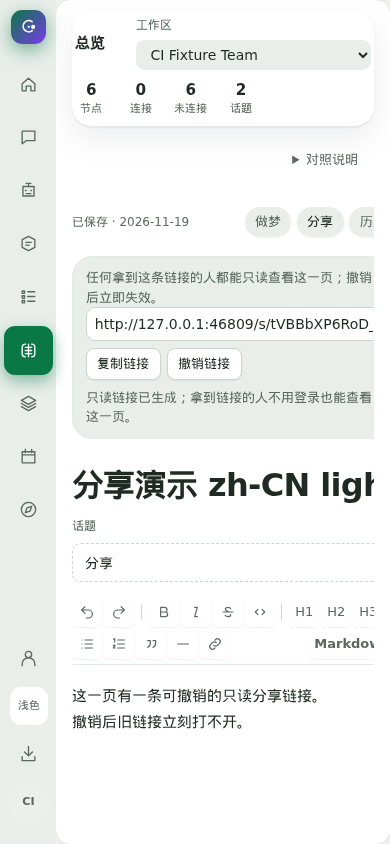 工作区
总览
CI Fixture Team
6 0 6 2
节点 连接 未连接 话题
▶ 对照说明
已保存 · 2026-11-19
做梦 分享 历
任何拿到这条链接的人都能只读查看这一页；撤销
后立即失效。
http://127.0.0.1:46809/s/tVBBbXP6RoD_
复制链接 撤销链接
只读链接已生成；拿到链接的人不用登录也能查看
这一页。
分享演示 zh-CN ligh
话题
分享
B I S <> H1 H2 H3
Markdow
这一页有一条可撤销的只读分享链接。
撤销后旧链接立刻打不开。
浅色
CI